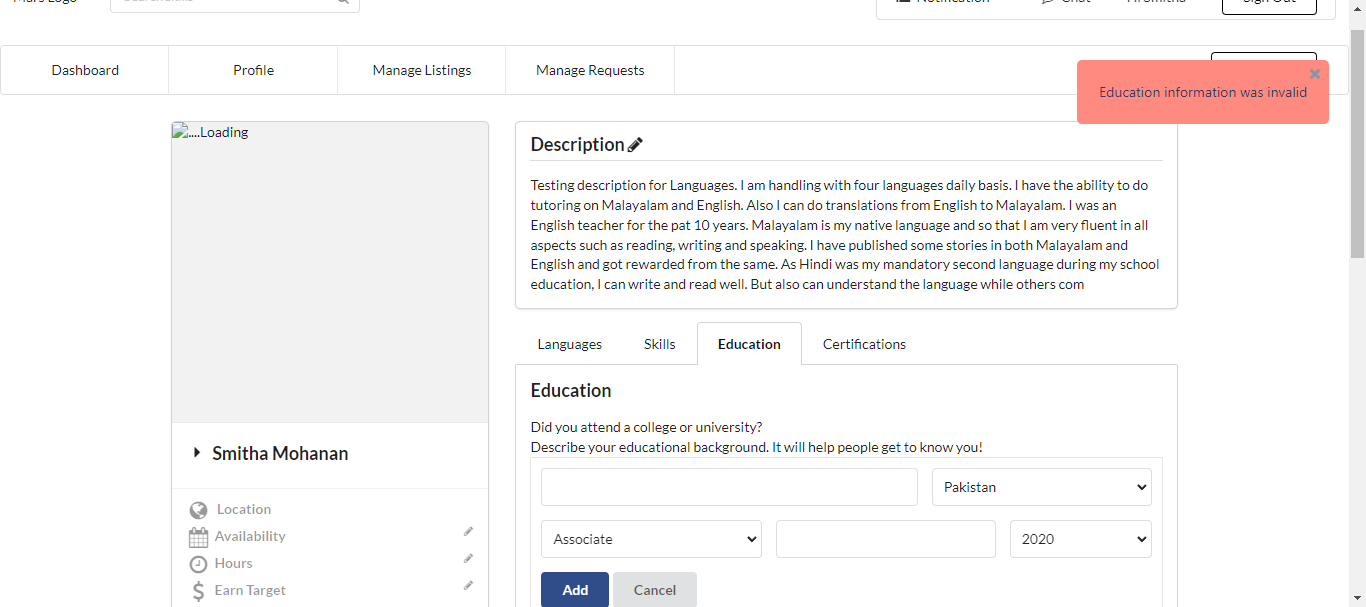 Mars Logo
Search skills
Notification
Chat
Hi Smitha
Sign Out
Dashboard
Profile
Manage Listings
Manage Requests
Education information was invalid
....Loading
Description
Testing description for Languages. I am handling with four languages daily basis. I have the ability to do
tutoring on Malayalam and English. Also I can do translations from English to Malayalam. I was an
English teacher for the pat 10 years. Malayalam is my native language and so that I am very fluent in all
aspects such as reading, writing and speaking. I have published some stories in both Malayalam and
English and got rewarded from the same. As Hindi was my mandatory second language during my school
education, I can write and read well. But also can understand the language while others com
Languages
Skills
Education
Certifications
Education
Did you attend a college or university?
Describe your educational background. It will help people get to know you!
Pakistan
Associate
2020
Add
Cancel
Smitha Mohanan
Location
Availability
Hours
Earn Target